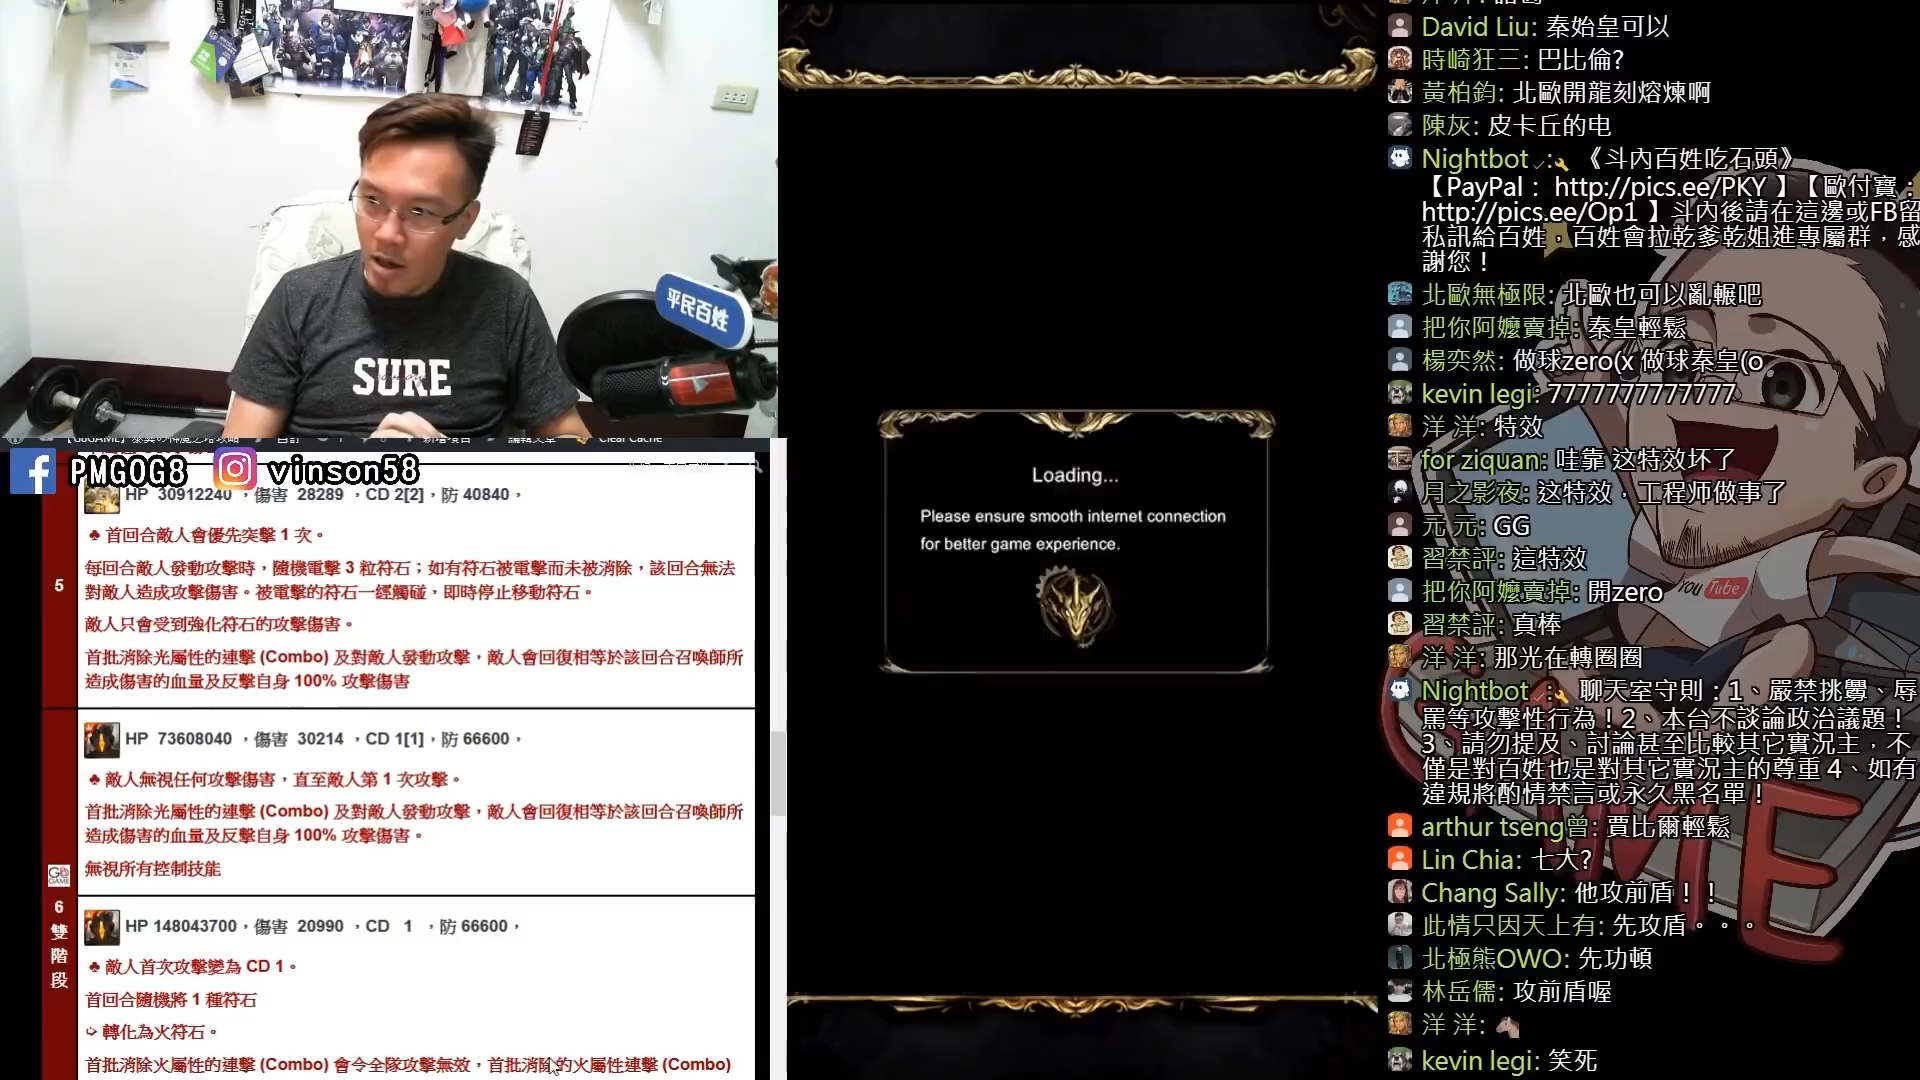 平民百姓
SURE
PMGOG8 vinson58
Clear Cache
HP 30912240 ，傷害 28289 ，CD 2[2]，防 40840，
♣ 首回合敵人會優先突擊 1 次。
5
每回合敵人發動攻擊時，隨機電擊 3 粒符石；如有符石被電擊而未被消除，該回合無法
對敵人造成攻擊傷害。被電擊的符石一經觸碰，即時停止移動符石。
敵人只會受到強化符石的攻擊傷害。
首批消除光屬性的連擊 (Combo) 及對敵人發動攻擊，敵人會回復相等於該回合召喚師所
造成傷害的血量及反擊自身 100% 攻擊傷害
HP 73608040 ，傷害 30214 ，CD 1[1]，防 66600，
♣ 敵人無視任何攻擊傷害，直至敵人第 1 次攻擊。
首批消除光屬性的連擊 (Combo) 及對敵人發動攻擊，敵人會回復相等於該回合召喚師所
造成傷害的血量及反擊自身 100% 攻擊傷害。
無視所有控制技能
6
雙
階
段
HP 148043700，傷害 20990 ，CD 1 ，防 66600，
♣ 敵人首次攻擊變為 CD 1。
首回合隨機將 1 種符石
➪ 轉化為火符石。
首批消除火屬性的連擊 (Combo) 會令全隊攻擊無效，首批消除的火屬性連擊 (Combo)
Loading...
Please ensure smooth internet connection
for better game experience.
David Liu: 秦始皇可以
時崎狂三: 巴比倫?
黃柏鈞: 北歐開龍刻熔煉啊
陳灰: 皮卡丘的电
Nightbot : 《斗內百姓吃石頭》
【PayPal： http://pics.ee/PKY 】【歐付寶：
http://pics.ee/Op1 】斗內後請在這邊或FB留
私訊給百姓，百姓會拉乾爹乾姐進專屬群，感
謝您！
北歐無極限: 北歐也可以亂輾吧
把你阿嬤賣掉: 秦皇輕鬆
楊奕然: 做球zero(x 做球秦皇(o
kevin legi: 7777777777777
洋 洋: 特效
for ziquan: 哇靠 这特效坏了
月之影夜: 这特效，工程师做事了
元 元: GG
習禁評: 這特效
把你阿嬤賣掉: 開zero
習禁評: 真棒
洋 洋: 那光在轉圈圈
Nightbot : 聊天室守則：1、嚴禁挑釁、辱
罵等攻擊性行為！2、本台不談論政治議題！
3、請勿提及、討論甚至比較其它實況主，不
僅是對百姓也是對其它實況主的尊重 4、如有
違規將酌情禁言或永久黑名單！
arthur tseng曾: 賈比爾輕鬆
Lin Chia: 七大?
Chang Sally: 他攻前盾！！
此情只因天上有: 先攻盾。。。
北極熊OWO: 先功頓
林岳儒: 攻前盾喔
洋 洋:
kevin legi: 笑死
You Tube